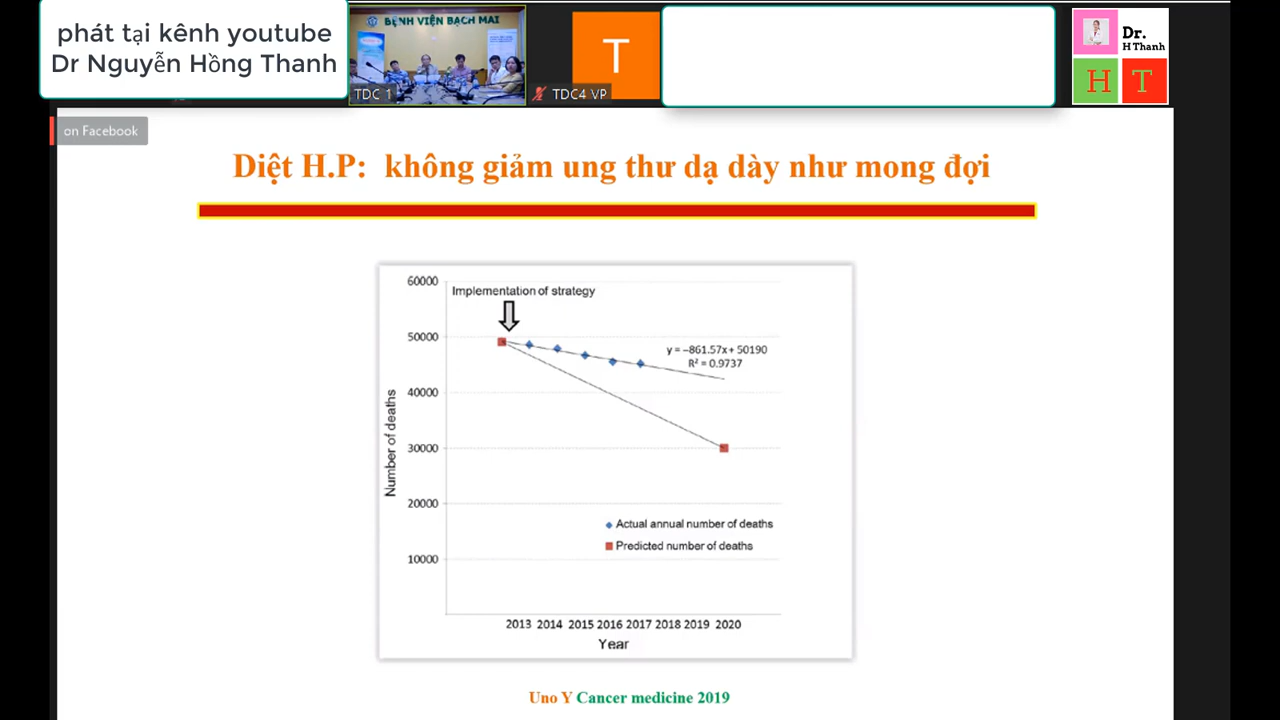 phát tại kênh youtube
Dr Nguyễn Hồng Thanh
BỆNH VIỆN BẠCH MAI
TDC 1
T
TDC4 VP
Dr.
H Thanh
H T
on Facebook
Diệt H.P: không giảm ung thư dạ dày như mong đợi
60000
Implementation of strategy
50000
y = −861.57x + 50190
R² = 0.9737
40000
30000
20000
10000
Number of deaths
Actual annual number of deaths
Predicted number of deaths
2013 2014 2015 2016 2017 2018 2019 2020
Year
Uno Y Cancer medicine 2019